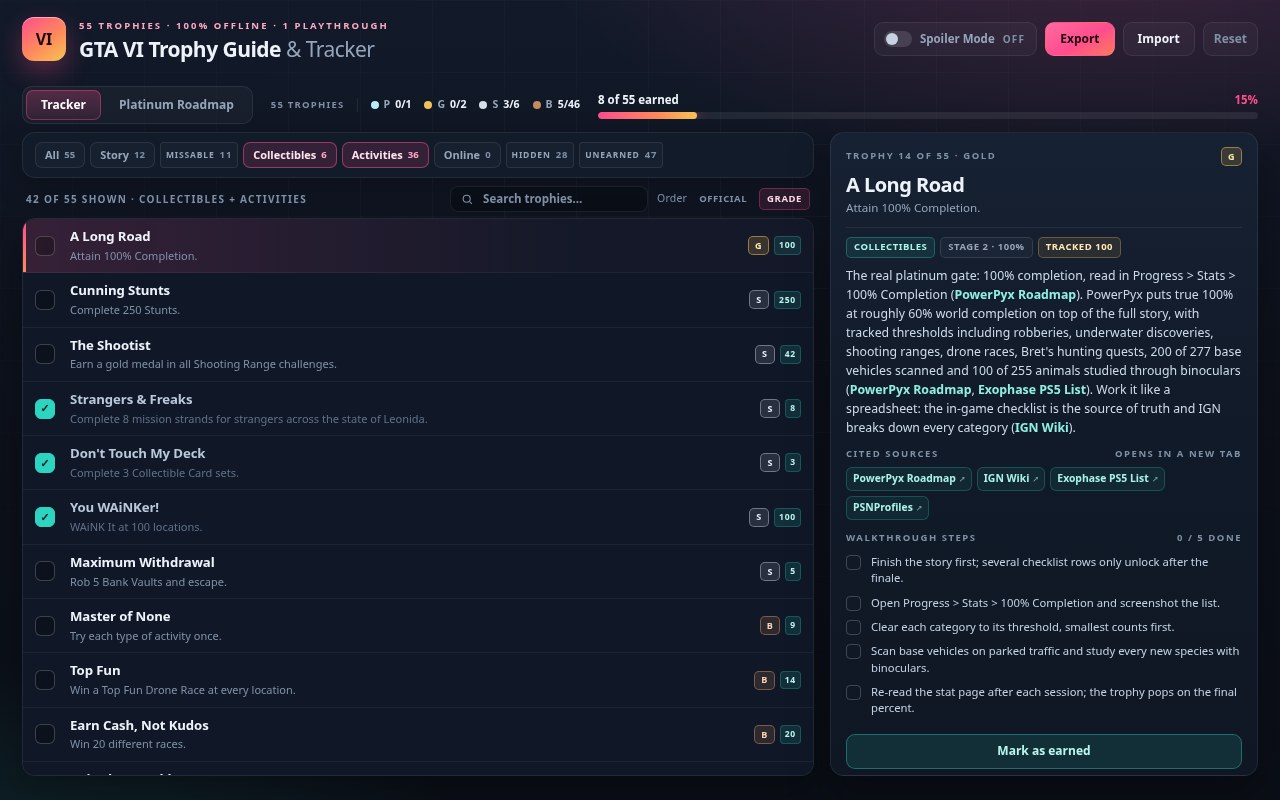 VI
55 TROPHIES · 100% OFFLINE · 1 PLAYTHROUGH
GTA VI Trophy Guide & Tracker
Spoiler Mode OFF
Export
Import
Reset
Tracker
Platinum Roadmap
55 TROPHIES
P 0/1
G 0/2
S 3/6
B 5/46
8 of 55 earned
15%
All 55
Story 12
MISSABLE 11
Collectibles 6
Activities 36
Online 0
HIDDEN 28
UNEARNED 47
42 OF 55 SHOWN · COLLECTIBLES + ACTIVITIES
Search trophies...
Order
OFFICIAL
GRADE
A Long Road
Attain 100% Completion.
G 100
Cunning Stunts
Complete 250 Stunts.
S 250
The Shootist
Earn a gold medal in all Shooting Range challenges.
S 42
✓
Strangers & Freaks
Complete 8 mission strands for strangers across the state of Leonida.
S 8
✓
Don't Touch My Deck
Complete 3 Collectible Card sets.
S 3
✓
You WAiNKer!
WAiNK It at 100 locations.
S 100
Maximum Withdrawal
Rob 5 Bank Vaults and escape.
S 5
Master of None
Try each type of activity once.
B 9
Top Fun
Win a Top Fun Drone Race at every location.
B 14
Earn Cash, Not Kudos
Win 20 different races.
B 20
TROPHY 14 OF 55 · GOLD
G
A Long Road
Attain 100% Completion.
COLLECTIBLES
STAGE 2 · 100%
TRACKED 100
The real platinum gate: 100% completion, read in Progress > Stats >
100% Completion (PowerPyx Roadmap). PowerPyx puts true 100%
at roughly 60% world completion on top of the full story, with
tracked thresholds including robberies, underwater discoveries,
shooting ranges, drone races, Bret's hunting quests, 200 of 277 base
vehicles scanned and 100 of 255 animals studied through binoculars
(PowerPyx Roadmap, Exophase PS5 List). Work it like a
spreadsheet: the in-game checklist is the source of truth and IGN
breaks down every category (IGN Wiki).
CITED SOURCES
OPENS IN A NEW TAB
PowerPyx Roadmap ↗
IGN Wiki ↗
Exophase PS5 List ↗
PSNProfiles ↗
WALKTHROUGH STEPS
0 / 5 DONE
Finish the story first; several checklist rows only unlock after the
finale.
Open Progress > Stats > 100% Completion and screenshot the list.
Clear each category to its threshold, smallest counts first.
Scan base vehicles on parked traffic and study every new species with
binoculars.
Re-read the stat page after each session; the trophy pops on the final
percent.
Mark as earned